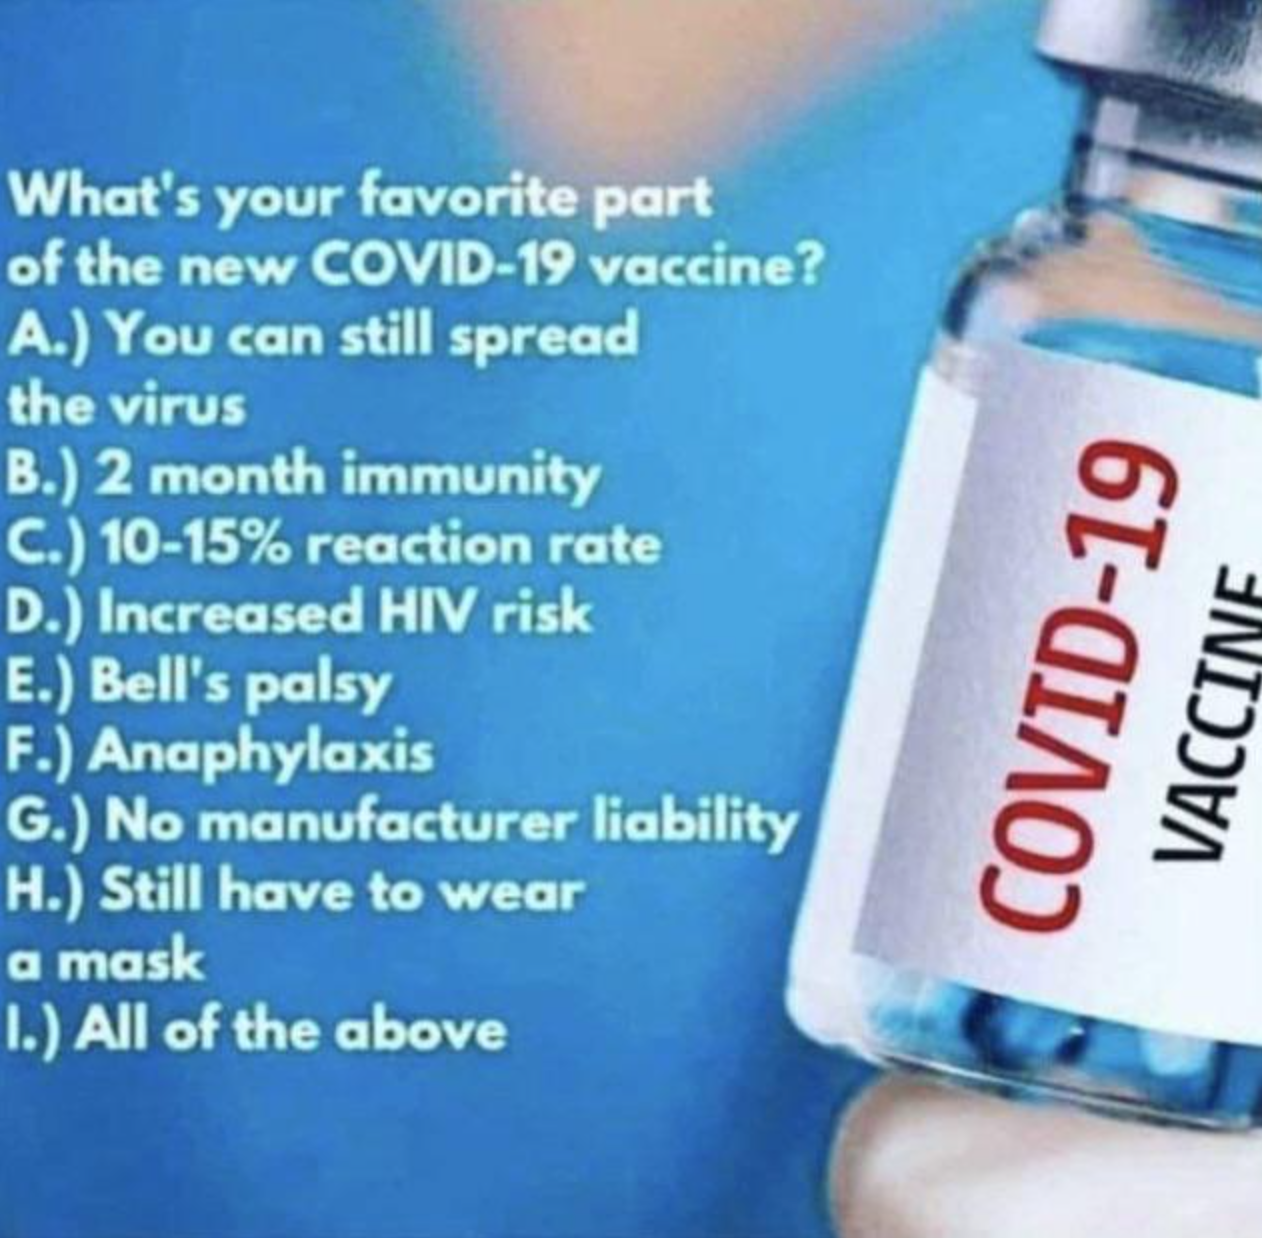 What's your favorite part
of the new COVID-19 vaccine?
A.) You can still spread
the virus
B.) 2 month immunity
C.) 10-15% reaction rate
D.) Increased HIV risk
E.) Bell's palsy
F.) Anaphylaxis
G.) No manufacturer liability
H.) Still have to wear
a mask
I.) All of the above
COVID-19
VACCINE